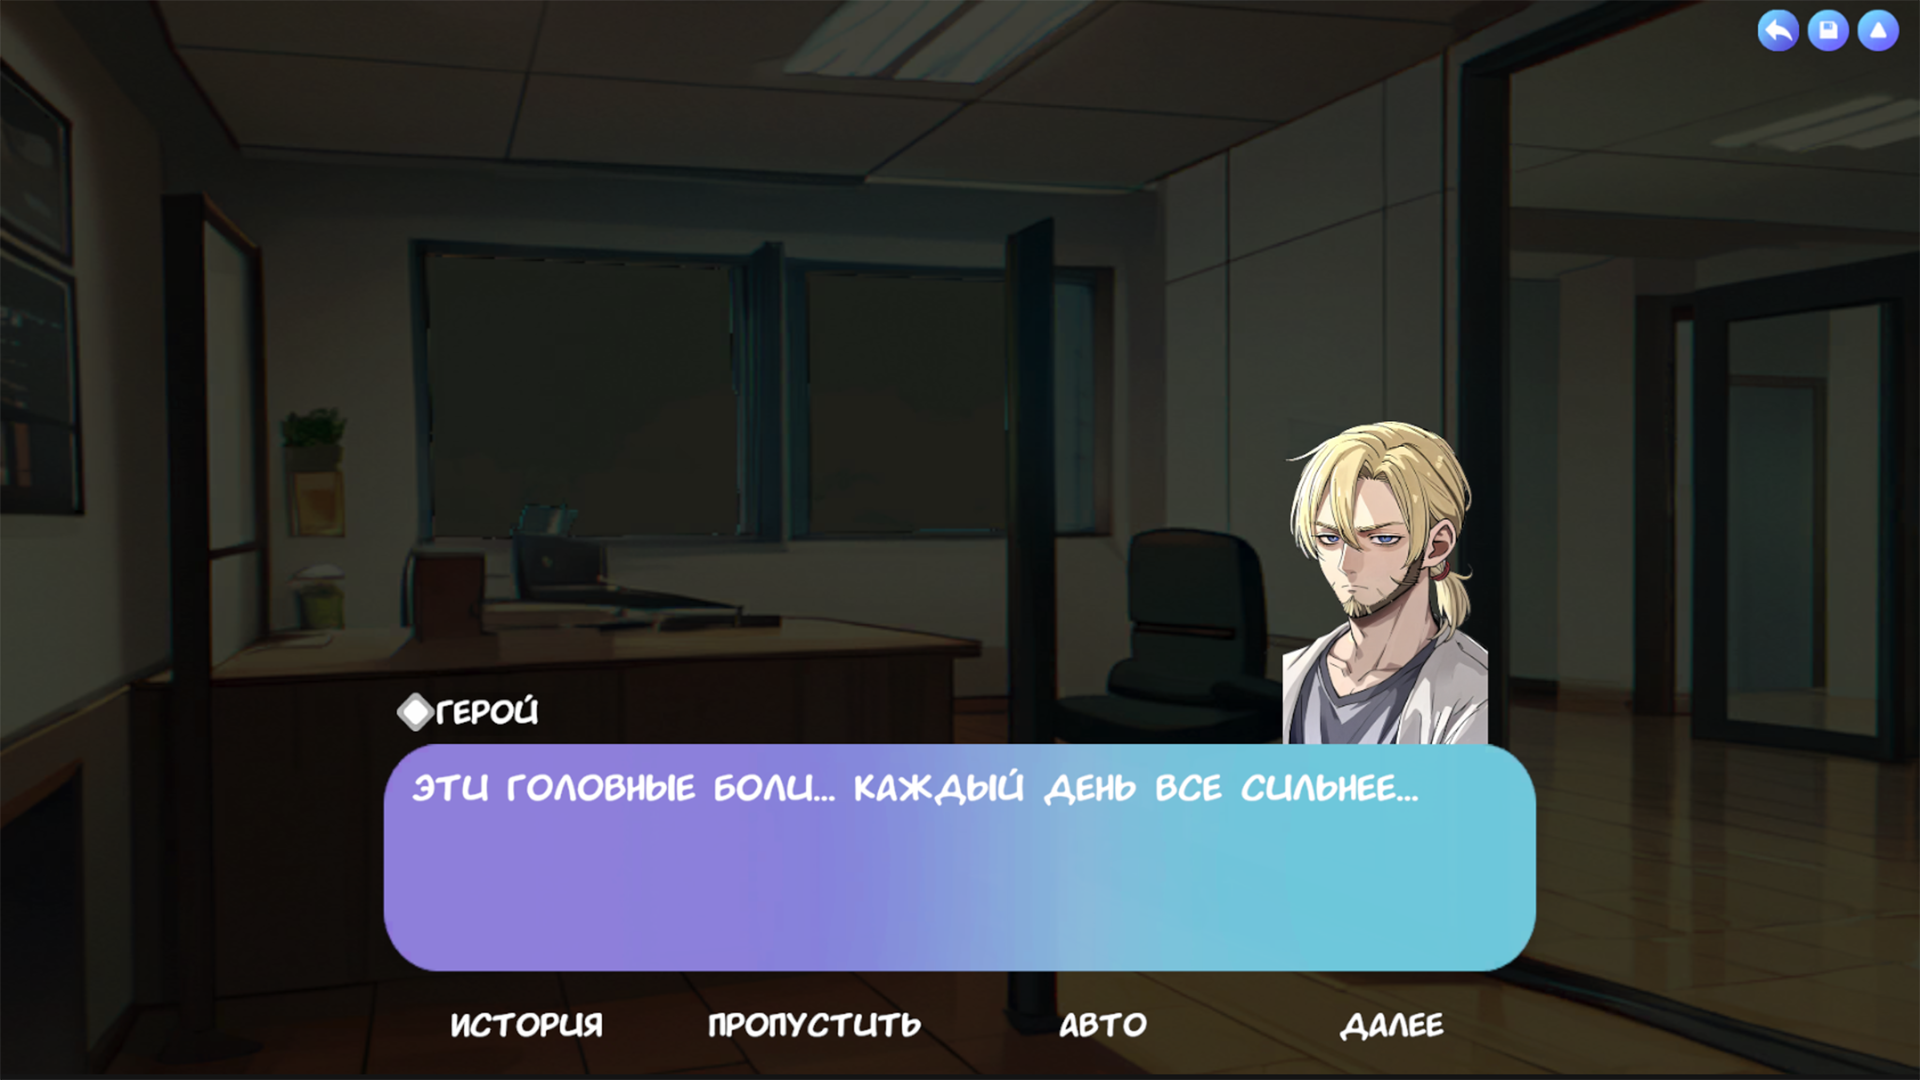 ГЕРОЙ
ЭТИ ГОЛОВНЫЕ БОЛИ... КАЖДЫЙ ДЕНЬ ВСЕ СИЛЬНЕЕ...
ИСТОРИЯ ПРОПУСТИТЬ АВТО ДАЛЕЕ